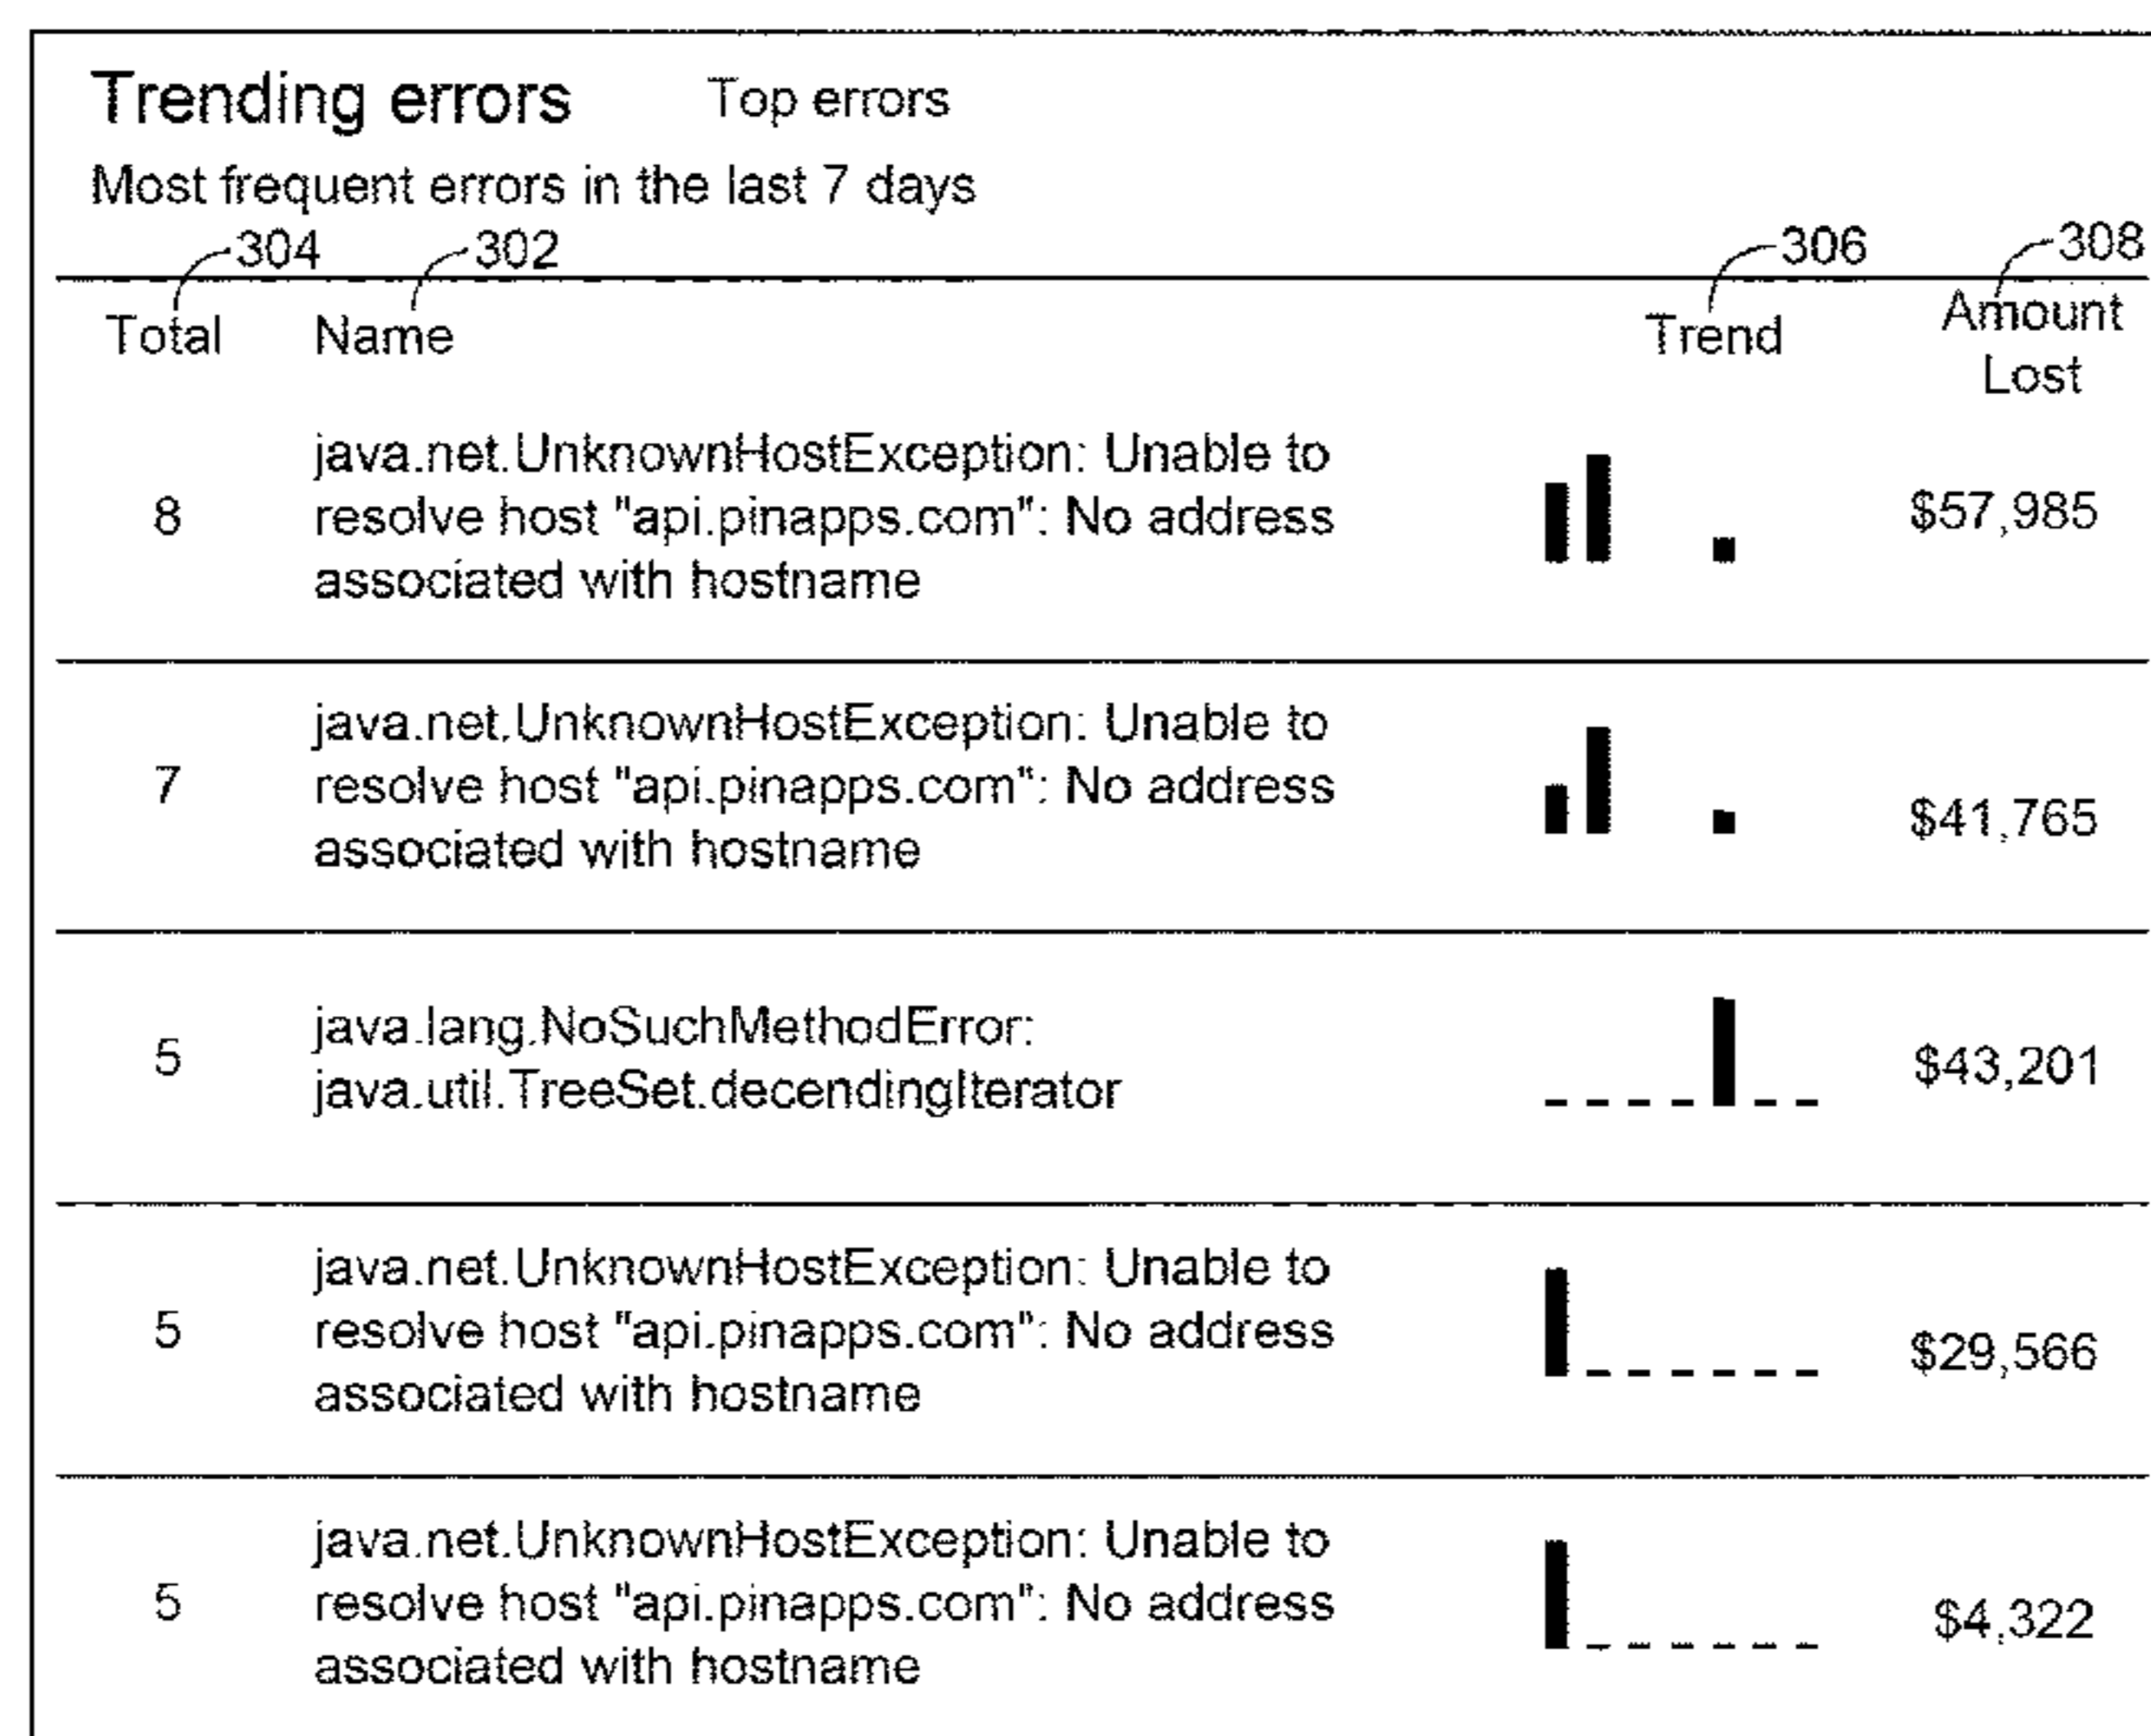 Trending errors Top errors
Most frequent errors in the last 7 days
304 302 306 308
Total Name Trend Amount
Lost
java.net.UnknownHostException: Unable to
8 resolve host "api.pinapps.com": No address $57,985
associated with hostname
java.net.UnknownHostException: Unable to
7 resolve host "api.pinapps.com": No address $41,765
associated with hostname
java.lang.NoSuchMethodError:
5 $43,201
java.util.TreeSet.decendingIterator
java.net.UnknownHostException: Unable to
5 resolve host "api.pinapps.com": No address $29,566
associated with hostname
java.net.UnknownHostException: Unable to
5 resolve host "api.pinapps.com": No address $4,322
associated with hostname